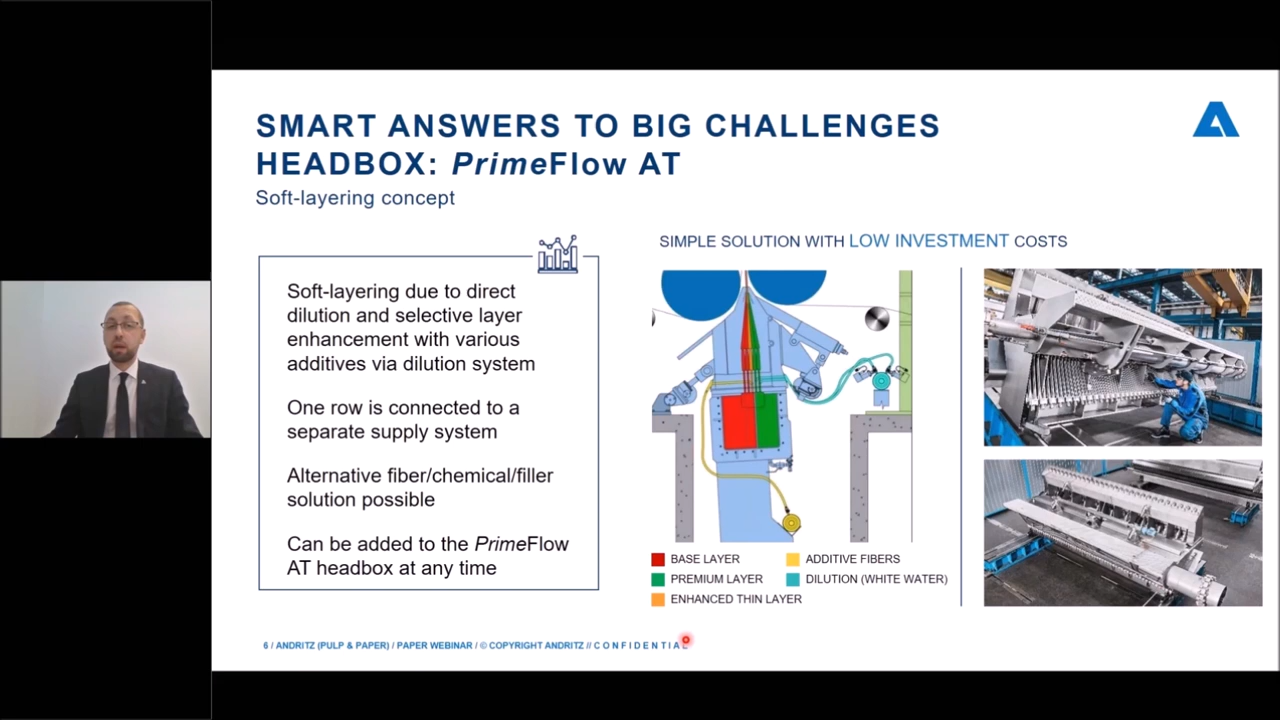 SMART ANSWERS TO BIG CHALLENGES
HEADBOX: PrimeFlow AT
Soft-layering concept
Soft-layering due to direct
dilution and selective layer
enhancement with various
additives via dilution system
One row is connected to a
separate supply system
Alternative fiber/chemical/filler
solution possible
Can be added to the PrimeFlow
AT headbox at any time
SIMPLE SOLUTION WITH LOW INVESTMENT COSTS
BASE LAYER
PREMIUM LAYER
ENHANCED THIN LAYER
ADDITIVE FIBERS
DILUTION (WHITE WATER)
6 / ANDRITZ (PULP & PAPER) / PAPER WEBINAR / © COPYRIGHT ANDRITZ // CONFIDENTIAL